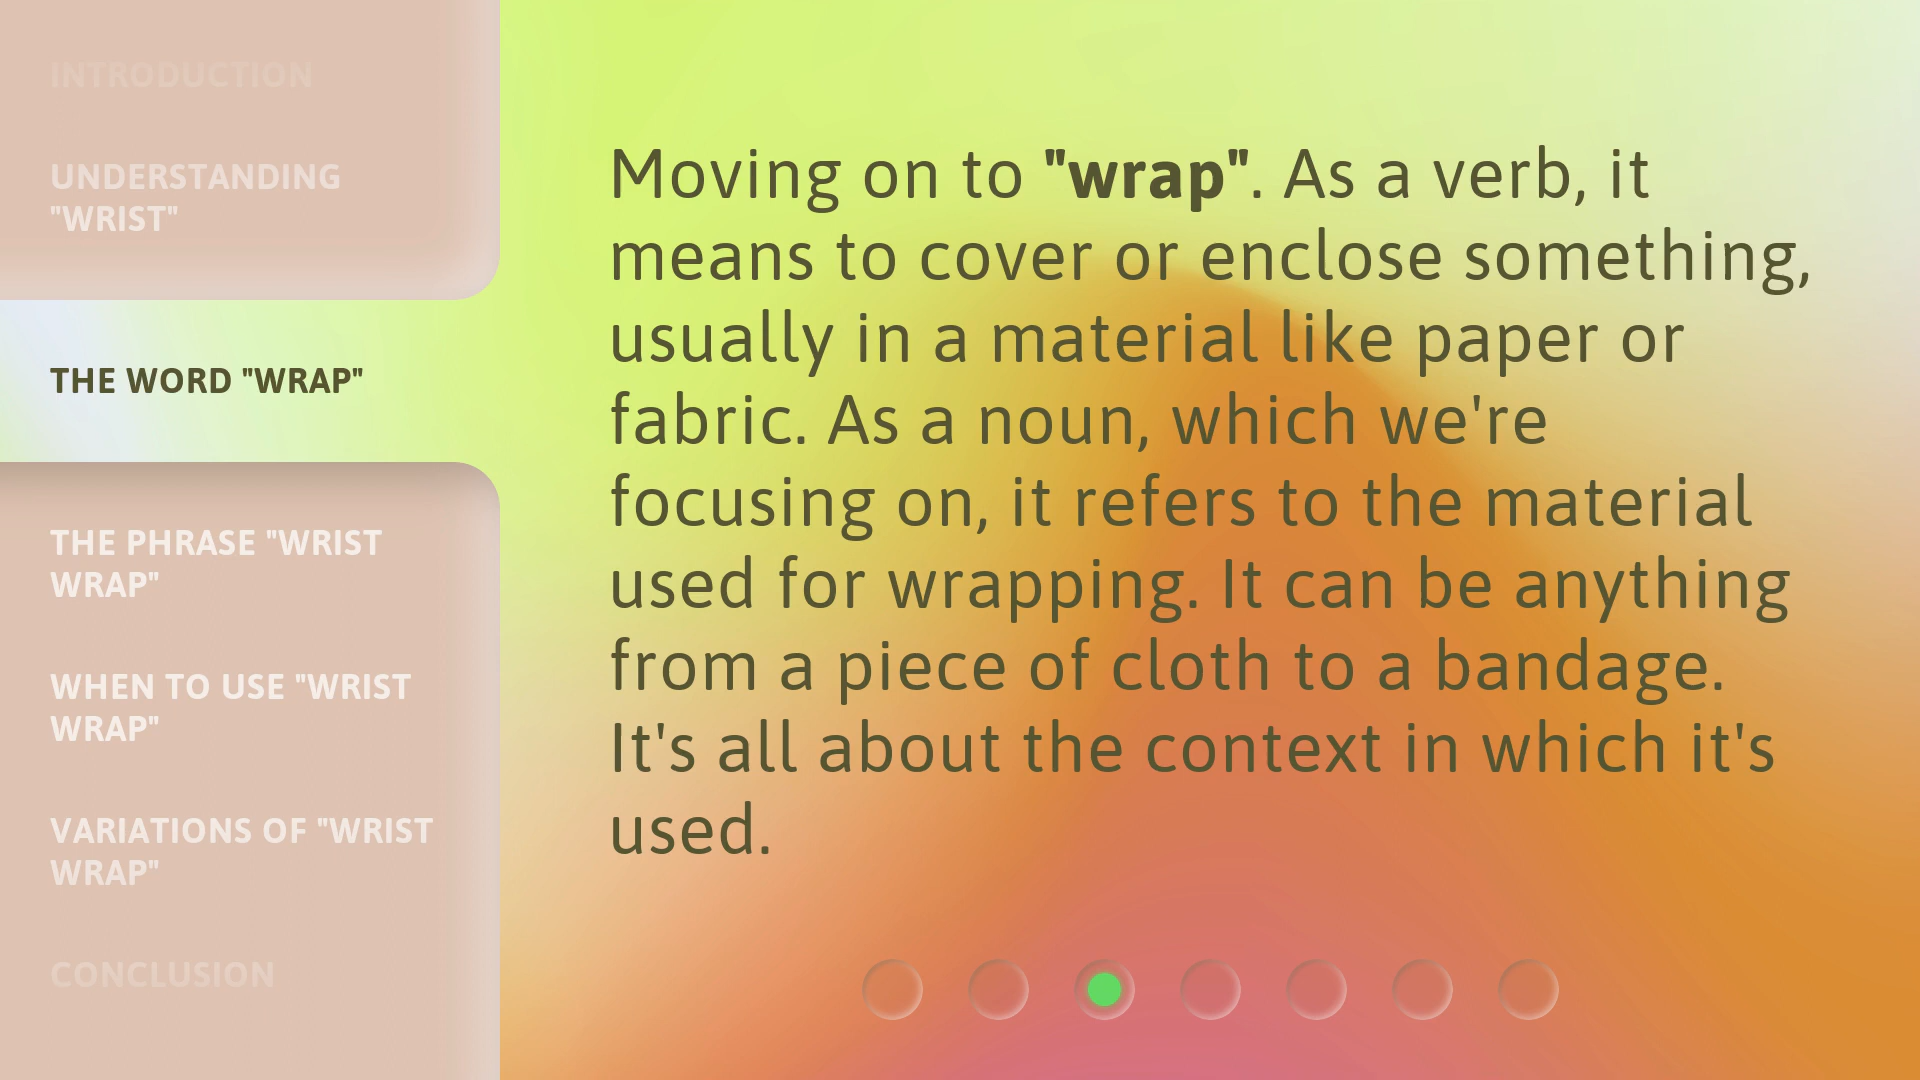 INTRODUCTION
UNDERSTANDING
"WRIST"
THE WORD "WRAP"
THE PHRASE "WRIST
WRAP"
WHEN TO USE "WRIST
WRAP"
VARIATIONS OF "WRIST
WRAP"
CONCLUSION
Moving on to "wrap". As a verb, it
means to cover or enclose something,
usually in a material like paper or
fabric. As a noun, which we're
focusing on, it refers to the material
used for wrapping. It can be anything
from a piece of cloth to a bandage.
It's all about the context in which it's
used.